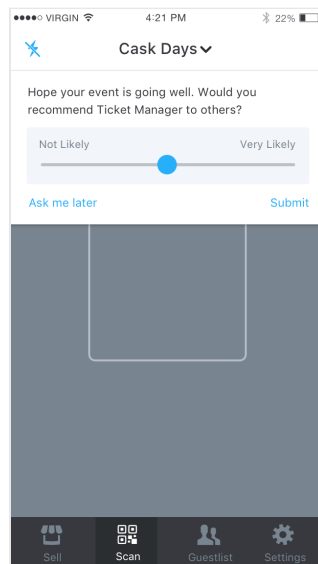 VIRGIN 4:21 PM 22%
Cask Days
Hope your event is going well. Would you
recommend Ticket Manager to others?
Not Likely Very Likely
Ask me later Submit
Sell Scan Guestlist Settings